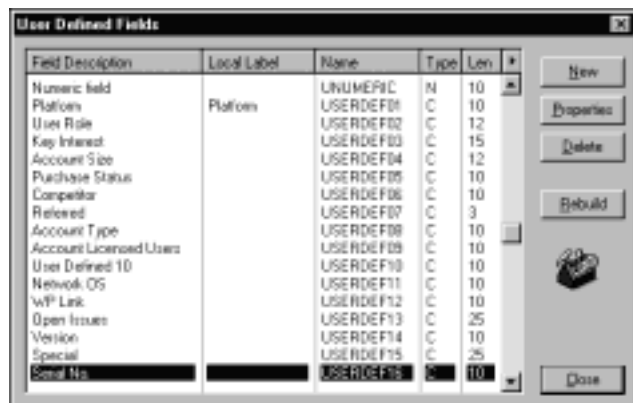 User Defined Fields
Field Description Local Label Name Type Len
Numeric field UNUMERIC N 10
Platform Platform USERDEF01 C 10
User Role USERDEF02 C 12
Key Interest USERDEF03 C 15
Account Size USERDEF04 C 12
Purchase Status USERDEF05 C 10
Competitor USERDEF06 C 10
Referred USERDEF07 C 3
Account Type USERDEF08 C 10
Account Licensed Users USERDEF09 C 10
User Defined 10 USERDEF10 C 10
Network OS USERDEF11 C 10
WP Link USERDEF12 C 10
Open Issues USERDEF13 C 25
Version USERDEF14 C 10
Special USERDEF15 C 25
Serial No. USERDEF16 C 10
New
Properties
Delete
Rebuild
Close